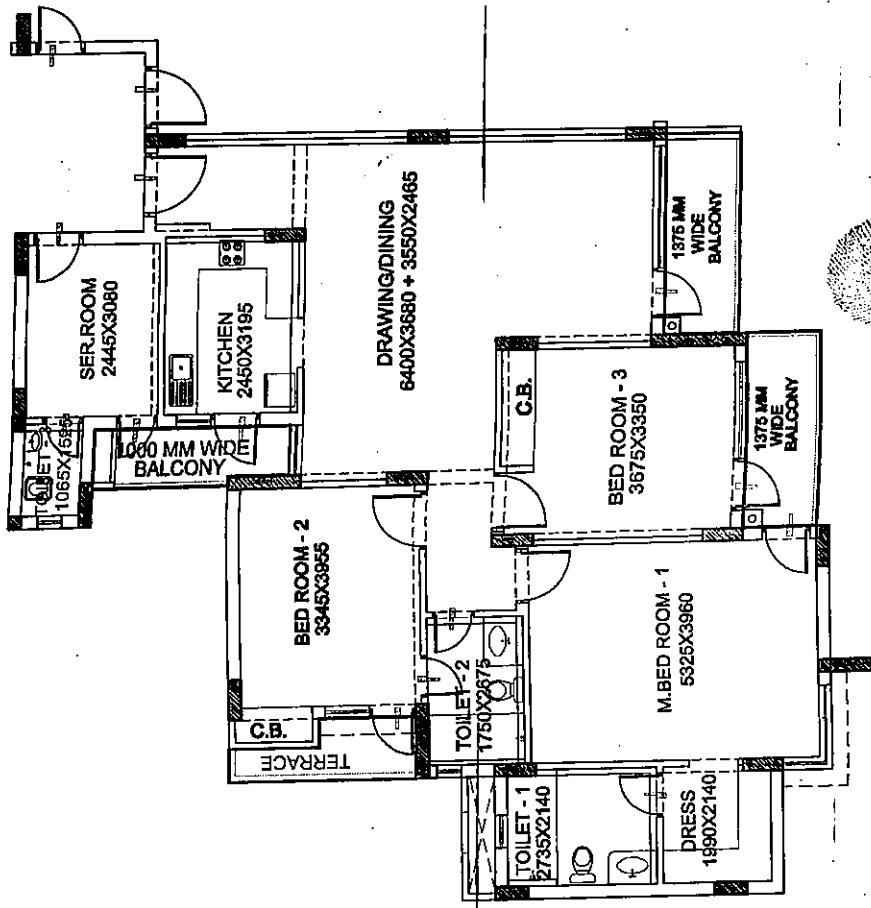 SER.ROOM
2445X3080
KITCHEN
2450X3195
DRAWING/DINING
6400X3680 + 3550X2465
1375 MM
WIDE
BALCONY
1065X1595
1000 MM WIDE
BALCONY
C.B.
BED ROOM - 3
3675X3350
1375 MM
WIDE
BALCONY
BED ROOM - 2
3345X3955
M.BED ROOM - 1
5325X3960
C.B.
TERRACE
TOILET - 2
1750X2675
TOILET - 1
2735X2140
DRESS
1990X2140